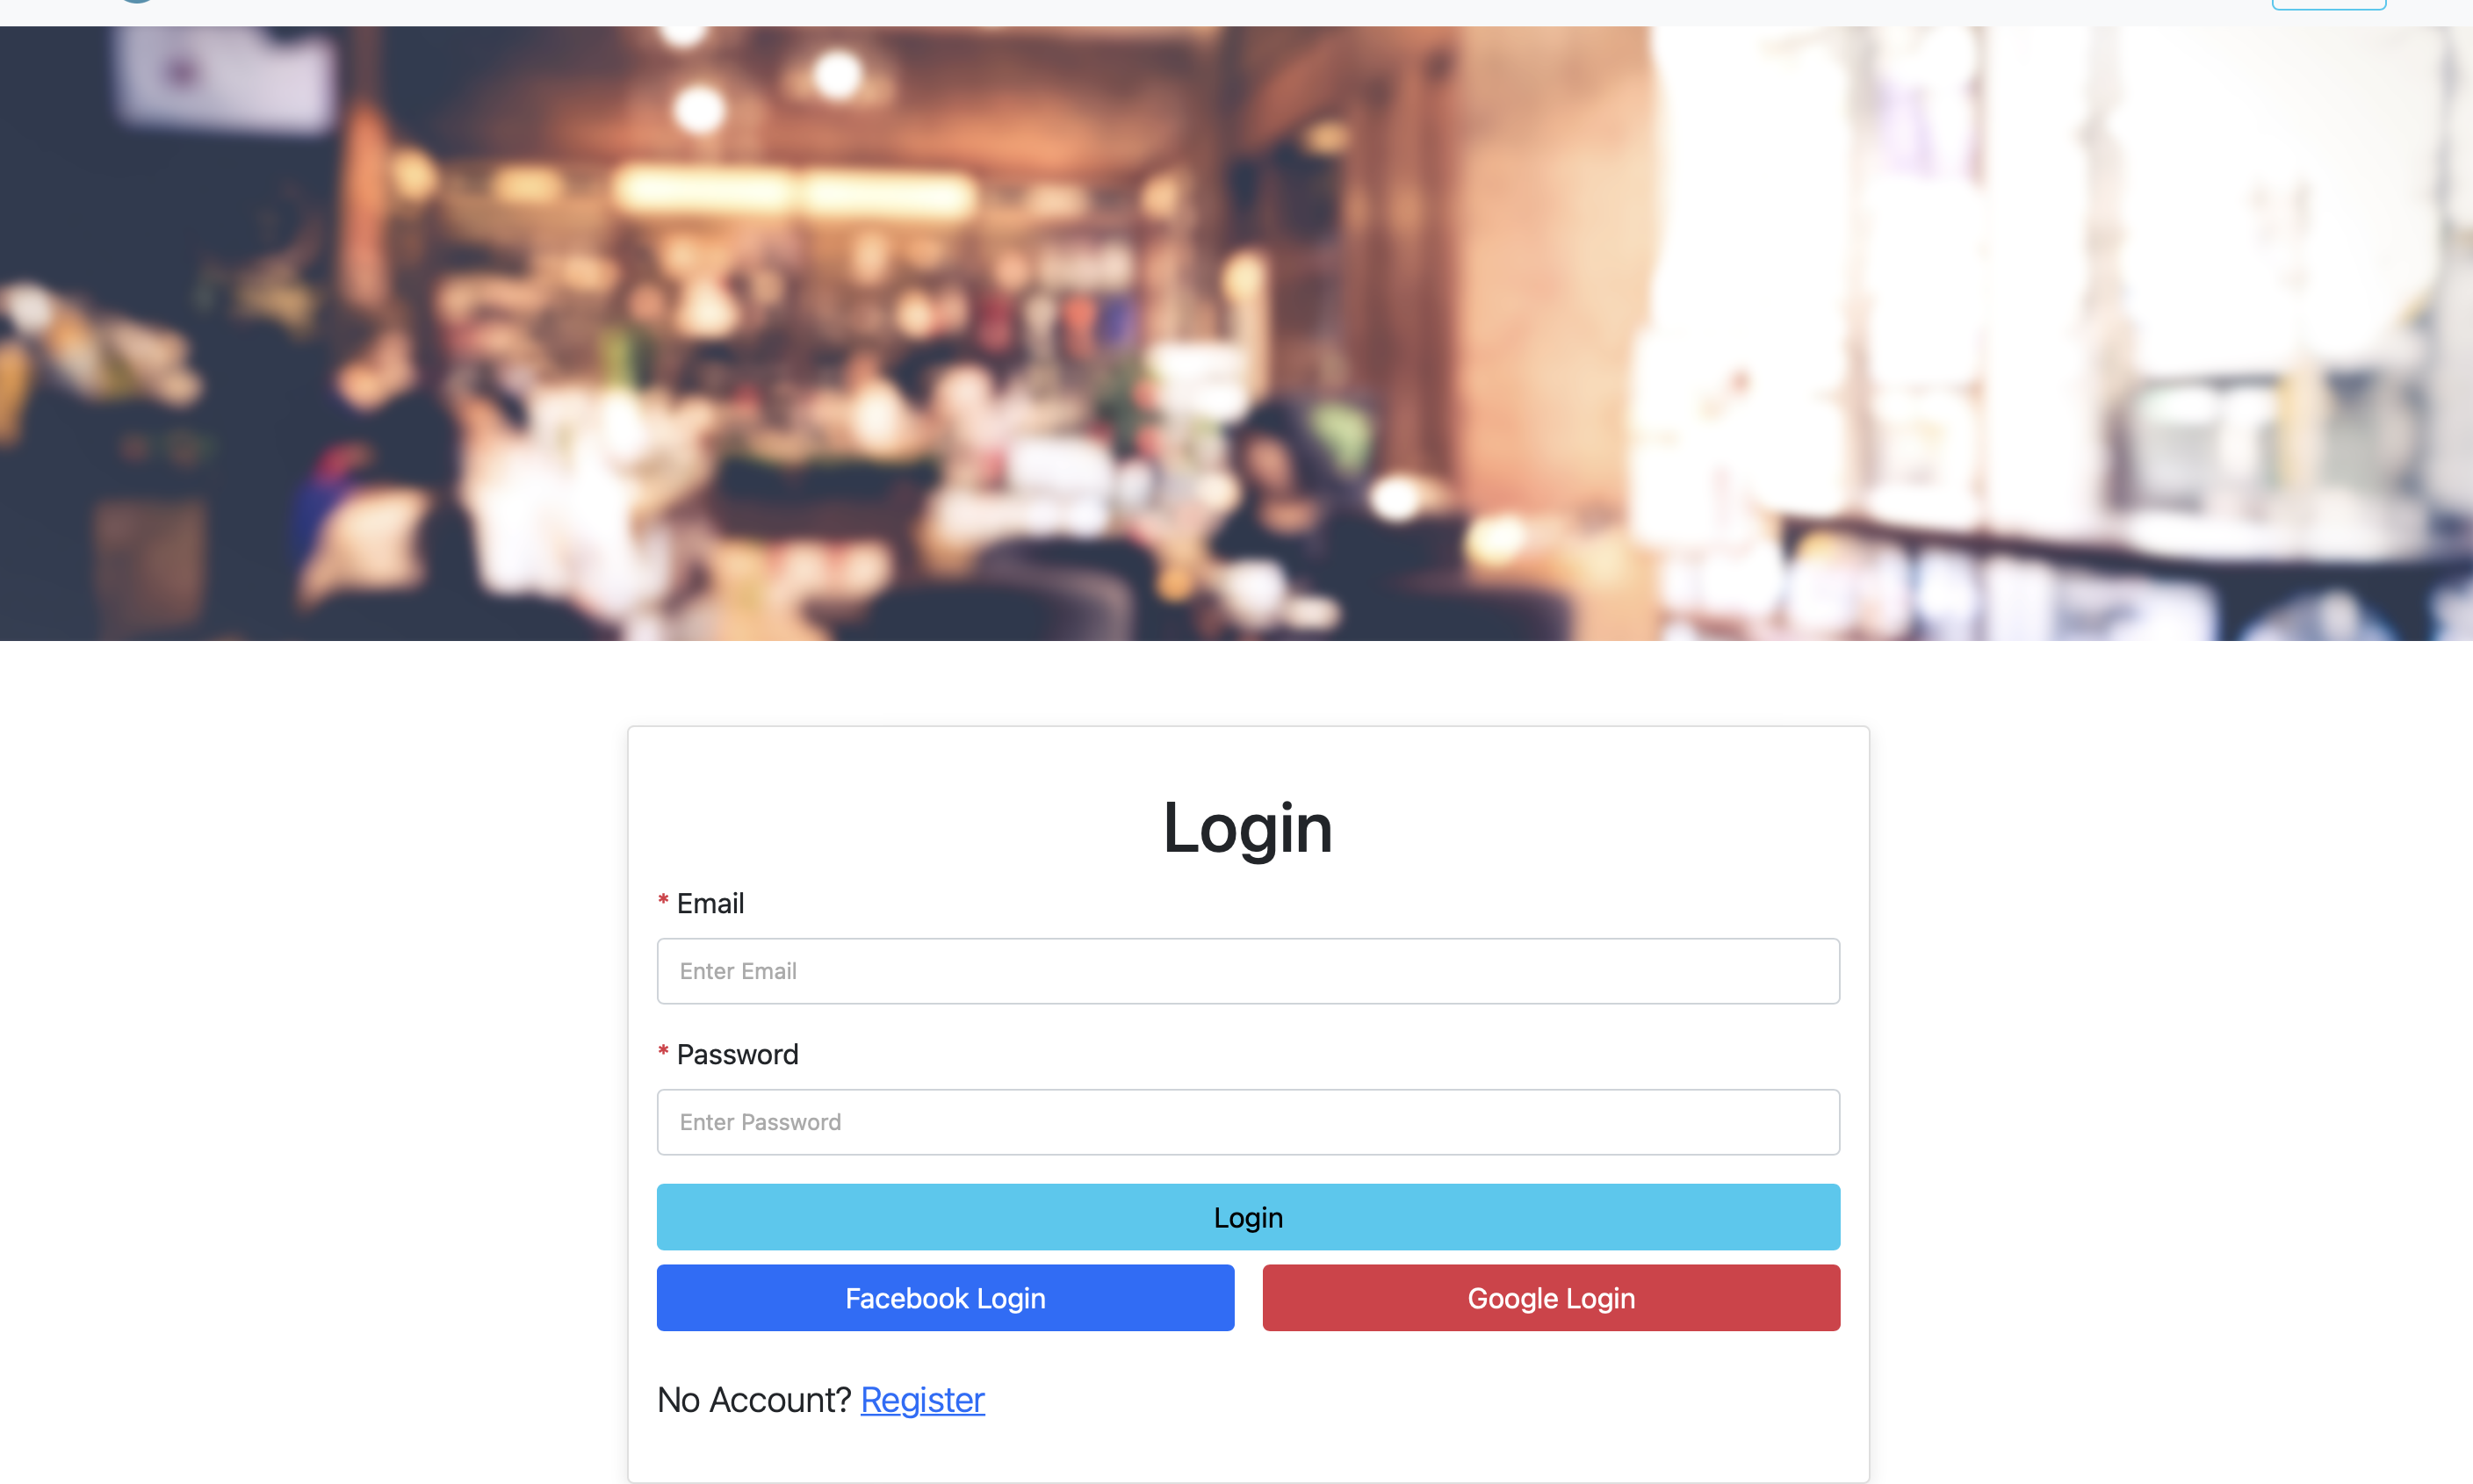 Login
* Email
Enter Email
* Password
Enter Password
Login
Facebook Login
Google Login
No Account? Register